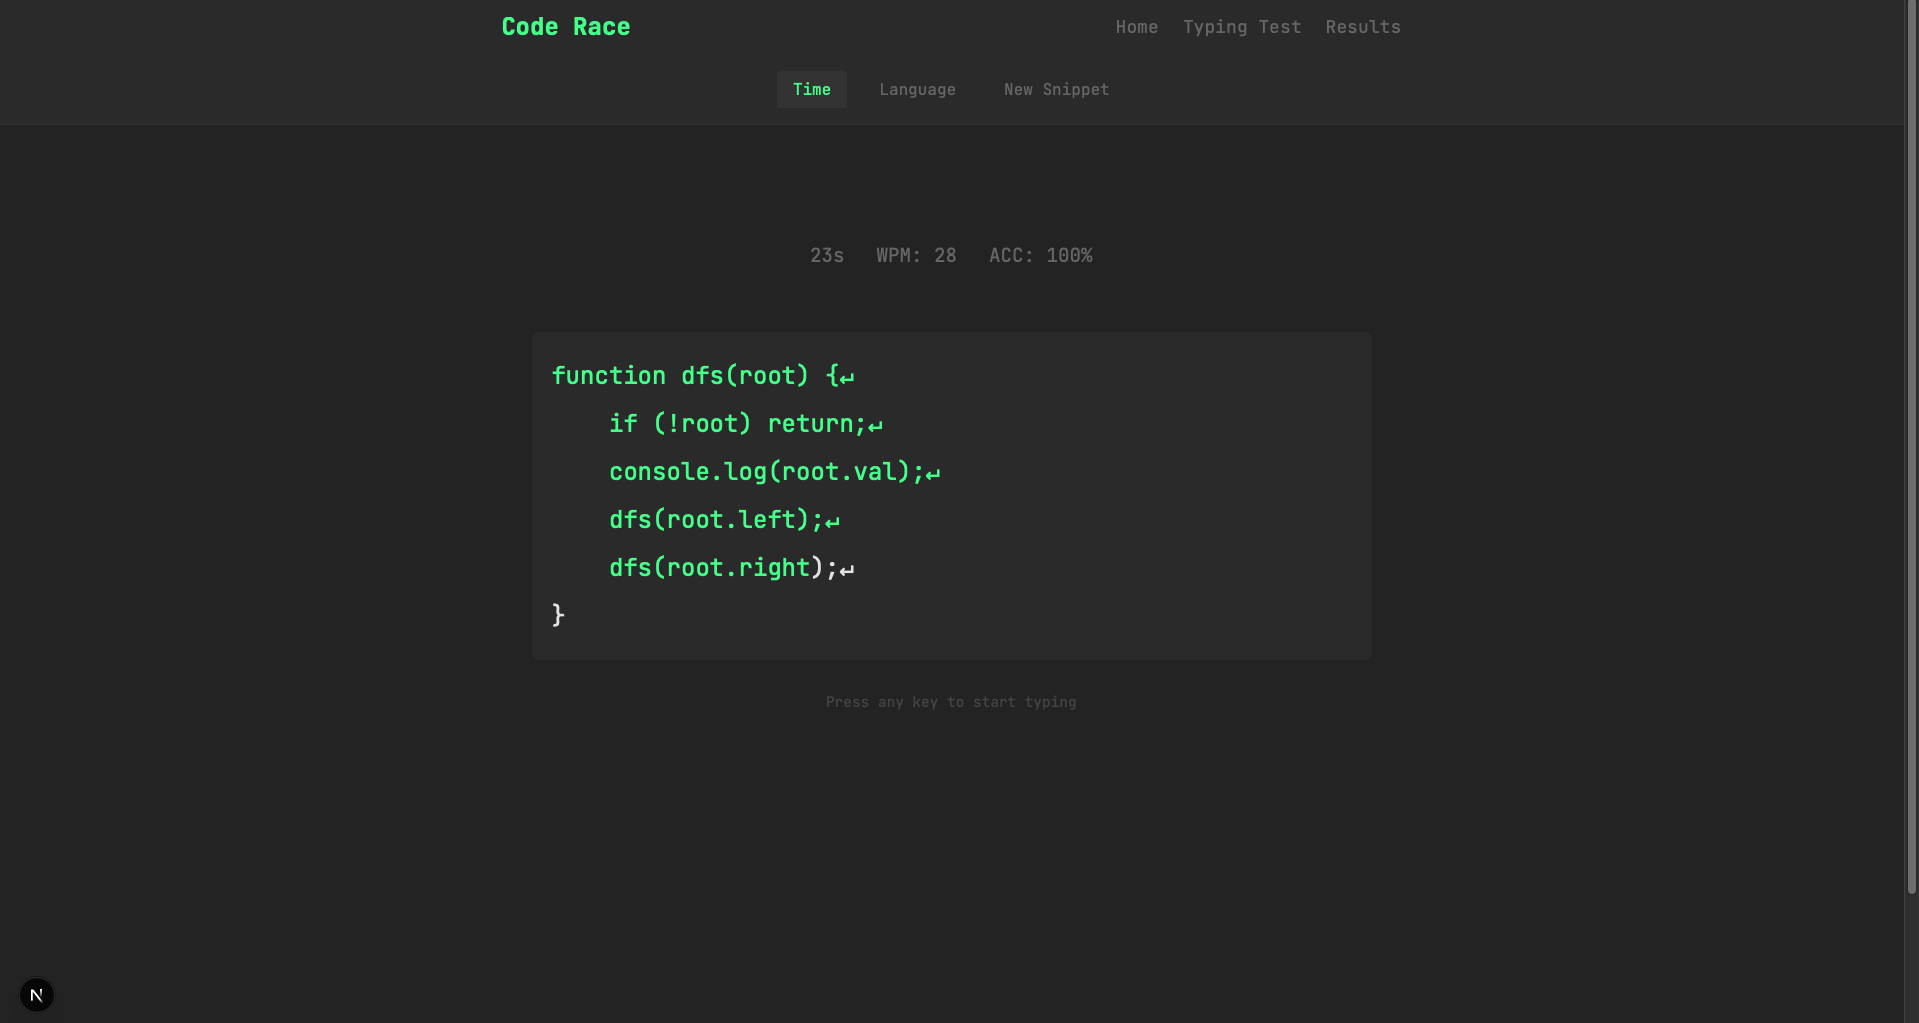 Code Race
Home Typing Test Results
Time Language New Snippet
23s WPM: 28 ACC: 100%
function dfs(root) {↵
    if (!root) return;↵
    console.log(root.val);↵
    dfs(root.left);↵
    dfs(root.right);↵
}
Press any key to start typing
N